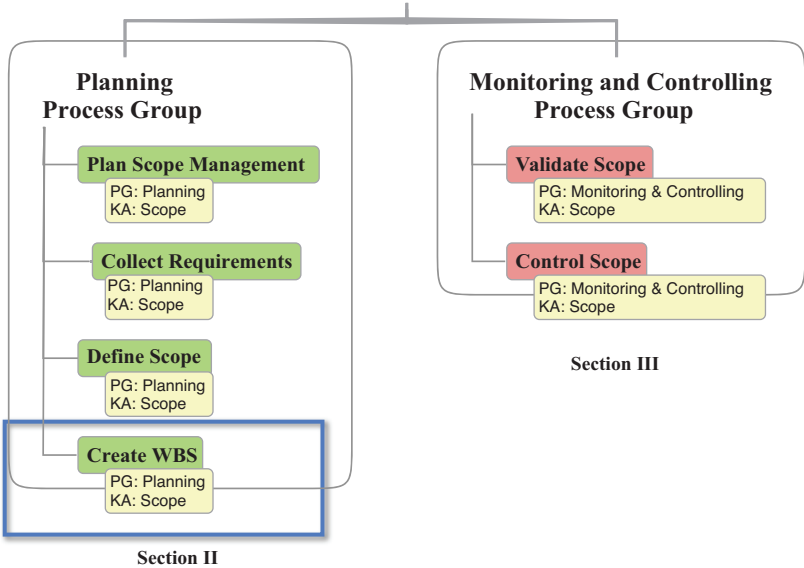 Planning
Process Group
Plan Scope Management
PG: Planning
KA: Scope
Collect Requirements
PG: Planning
KA: Scope
Define Scope
PG: Planning
KA: Scope
Create WBS
PG: Planning
KA: Scope
Section II
Monitoring and Controlling
Process Group
Validate Scope
PG: Monitoring & Controlling
KA: Scope
Control Scope
PG: Monitoring & Controlling
KA: Scope
Section III